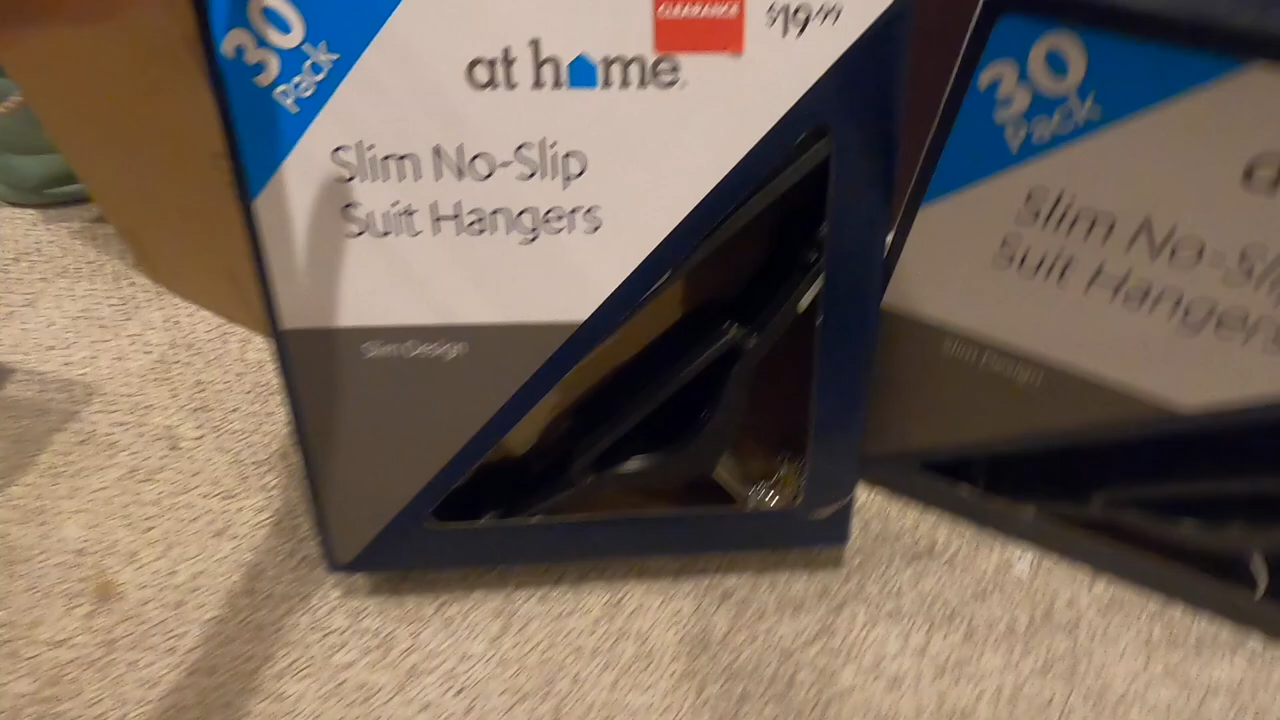 30
Pack
CLEARANCE
$19.99
at home
Slim No-Slip
Suit Hangers
Slim Design
30
Pack
Slim No-Sli
Suit Hangers
Slim Design